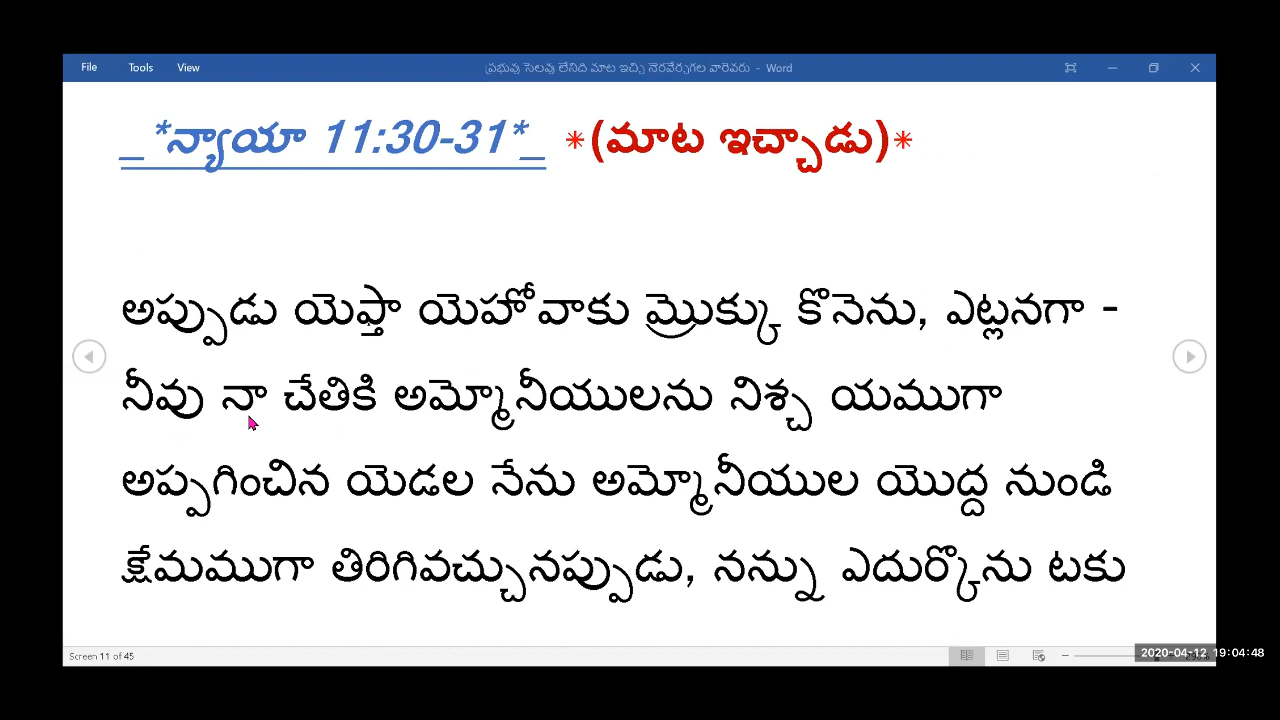 File Tools View ప్రభువు సెలవు లేనిది మాట ఇచ్చి నెరవేర్చగల వారెవరు - Word
_*న్యాయా 11:30-31*_ *(మాట ఇచ్చాడు)*
అప్పుడు యెఫ్తా యెహోవాకు మ్రొక్కు కొనెను, ఎట్లనగా -
నీవు నా చేతికి అమ్మోనీయులను నిశ్చ యముగా
అప్పగించిన యెడల నేను అమ్మోనీయుల యొద్ద నుండి
క్షేమముగా తిరిగివచ్చునప్పుడు, నన్ను ఎదుర్కొను టకు
Screen 11 of 45
2020-04-12 19:04:48